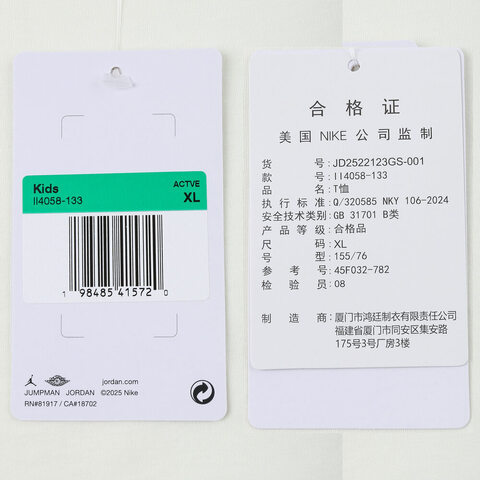 Kids
II4058-133
ACTVE
XL
1 98485 41572 0
JUMPMAN JORDAN
jordan.com
©2025 Nike
RN#81917 / CA#18702
合格证
美国 NIKE 公司监制
货号: JD2522123GS-001
款号: II4058-133
品名: T恤
执行标准: Q/320585 NKY 106-2024
安全技术类别: GB 31701 B类
产品等级: 合格品
尺码: XL
型号: 155/76
参考号: 45F032-782
检验员: 08
制造商: 厦门市鸿廷制衣有限责任公司
福建省厦门市同安区集安路
175号3号厂房3楼